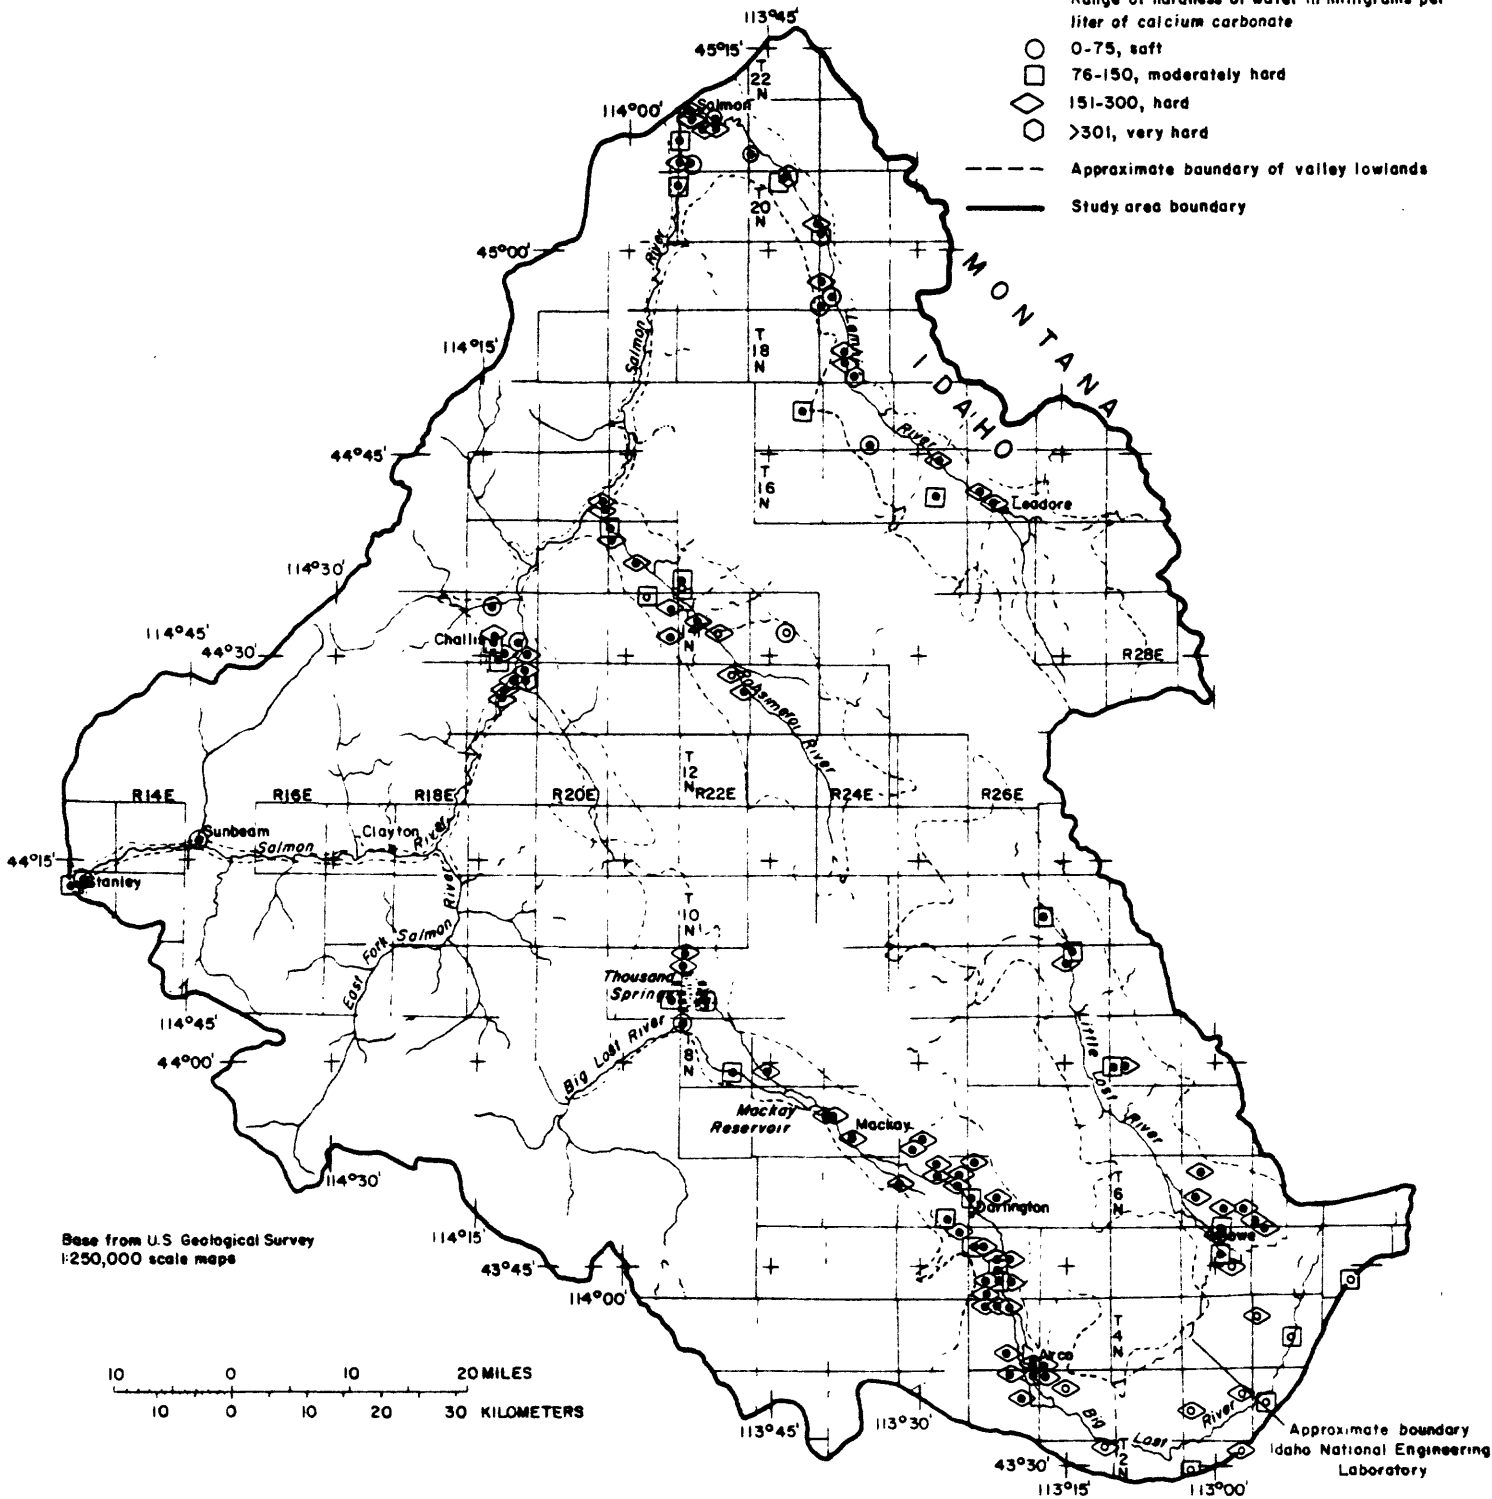 Range of hardness of water in milligrams per
liter of calcium carbonate
0-75, soft
76-150, moderately hard
151-300, hard
>301, very hard
Approximate boundary of valley lowlands
Study area boundary
113°45'
45°15'
T
22
N
114°00'
Salmon
T
20
N
45°00'
River
MONTANA
IDAHO
Salmon
Lemhi
T
18
N
114°15'
River
44°45'
T
16
N
Leadore
114°30'
114°45'
44°30'
Challis
N
R28E
Pahsimeroi River
T
12
N
R14E
R16E
R18E
R20E
R22E
R24E
R26E
Sunbeam
Salmon
Clayton
River
44°15'
Stanley
River
T
10
N
East Fork Salmon
Thousand
Springs
114°45'
44°00'
Big Lost River
T
8
N
Little Lost River
Mackay
Reservoir
Mackay
114°30'
T
6
N
Darlington
Howe
Base from U.S. Geological Survey
1:250,000 scale maps
114°15'
43°45'
114°00'
T
4
N
Arco
10 0 10 20 MILES
10 0 10 20 30 KILOMETERS
113°45'
113°30'
Big Lost River
T
2
N
43°30'
113°15'
113°00'
Approximate boundary
Idaho National Engineering
Laboratory